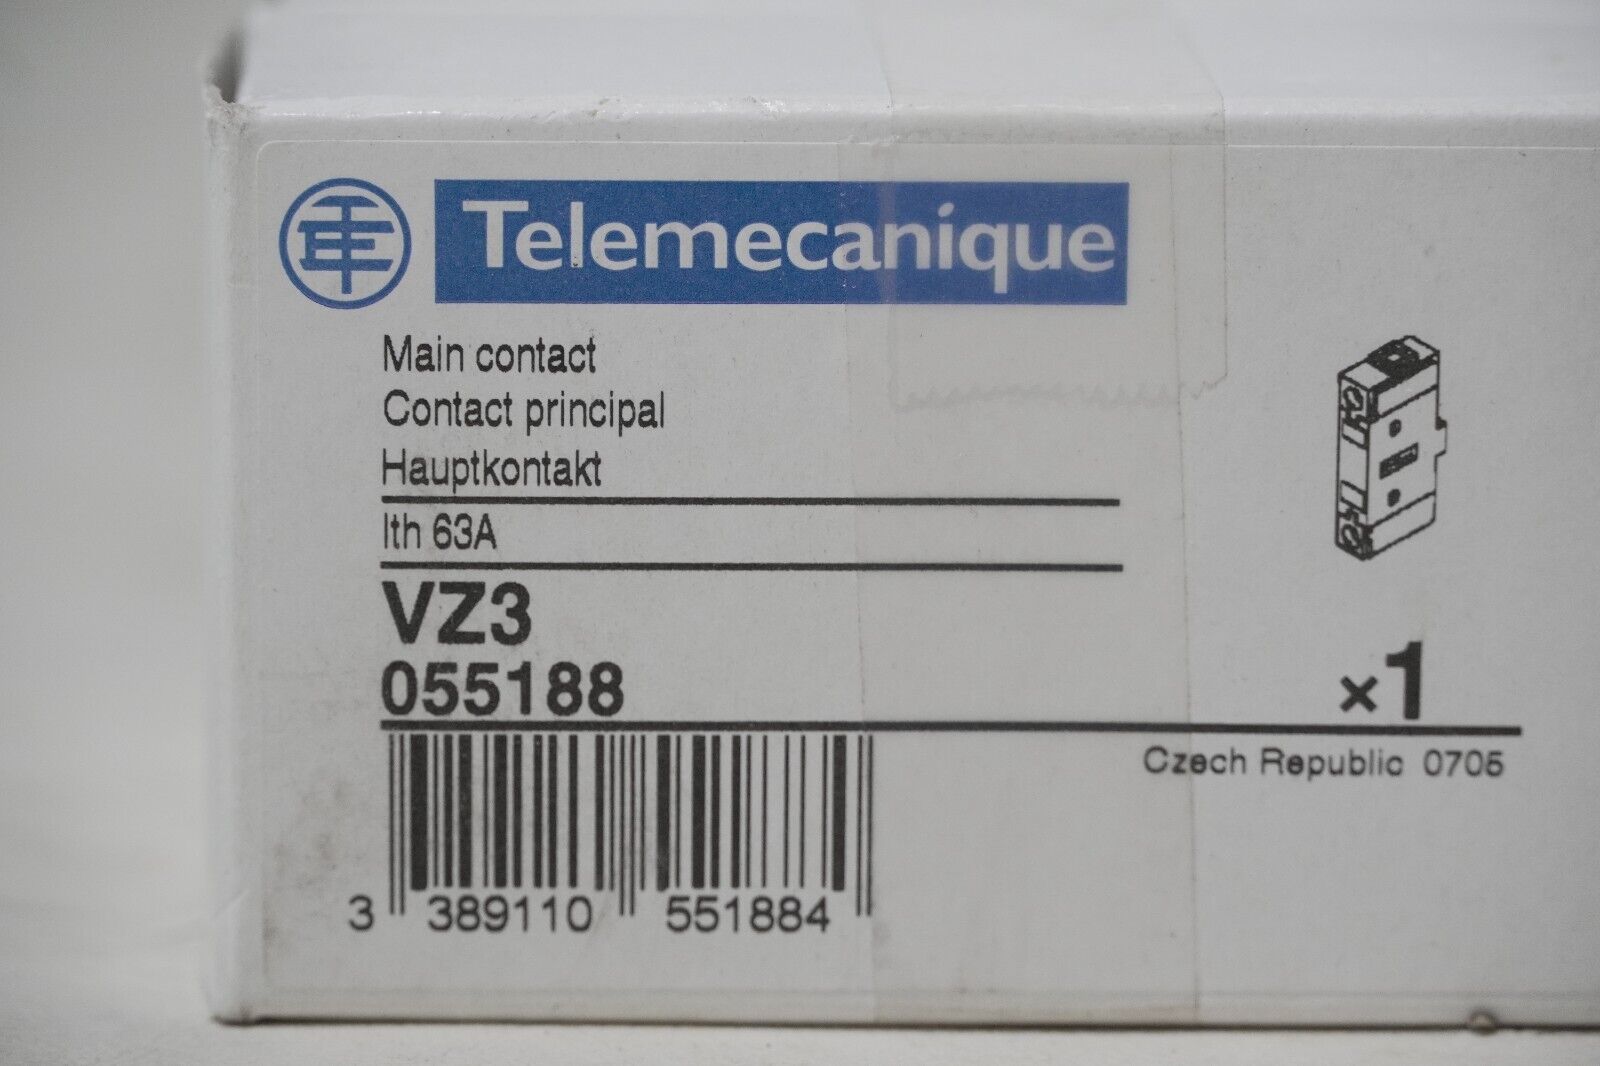 Telemecanique
Main contact
Contact principal
Hauptkontakt
Ith 63A
VZ3
055188
×1
Czech Republic 0705
3 389110 551884